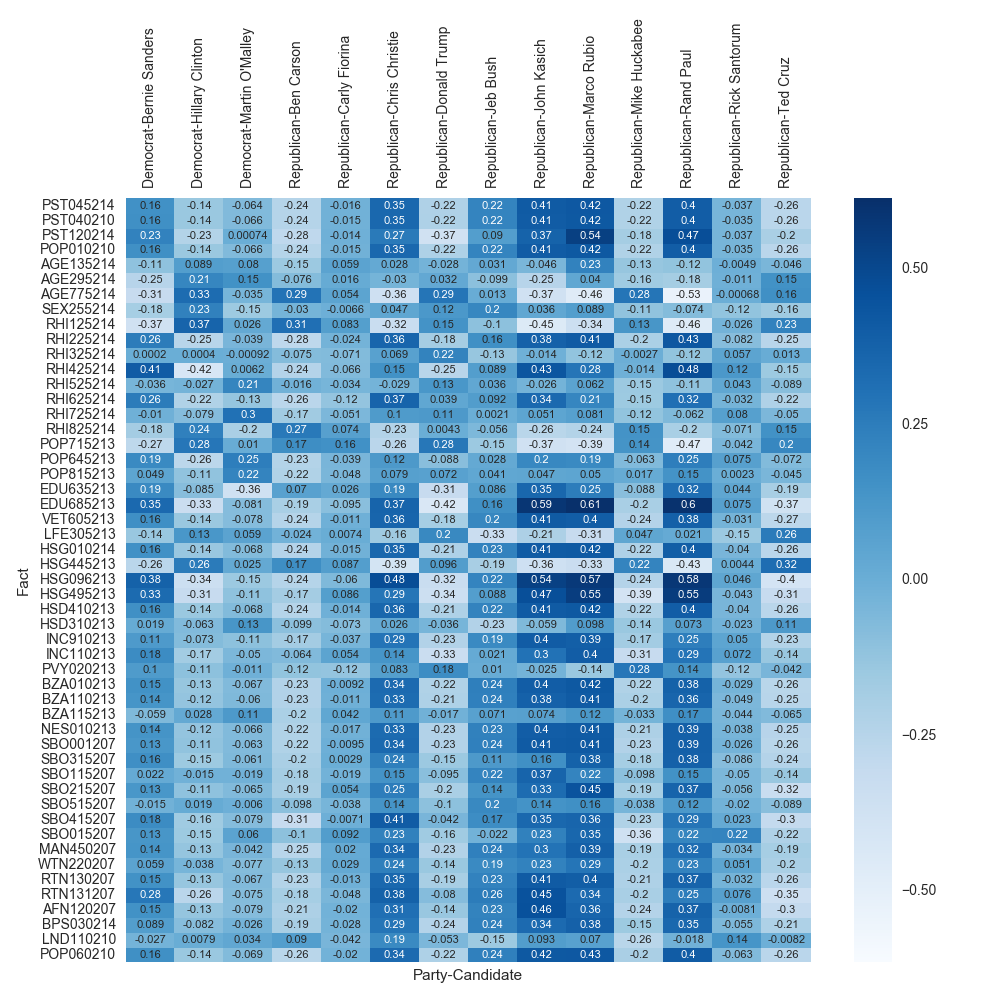 Democrat-Bernie Sanders
Democrat-Hillary Clinton
Democrat-Martin O'Malley
Republican-Ben Carson
Republican-Carly Fiorina
Republican-Chris Christie
Republican-Donald Trump
Republican-Jeb Bush
Republican-John Kasich
Republican-Marco Rubio
Republican-Mike Huckabee
Republican-Rand Paul
Republican-Rick Santorum
Republican-Ted Cruz
PST045214 0.16 -0.14 -0.064 -0.24 -0.016 0.35 -0.22 0.22 0.41 0.42 -0.22 0.4 -0.037 -0.26
PST040210 0.16 -0.14 -0.066 -0.24 -0.015 0.35 -0.22 0.22 0.41 0.42 -0.22 0.4 -0.035 -0.26
PST120214 0.23 -0.23 0.00074 -0.28 -0.014 0.27 -0.37 0.09 0.37 0.54 -0.18 0.47 -0.037 -0.2
POP010210 0.16 -0.14 -0.066 -0.24 -0.015 0.35 -0.22 0.22 0.41 0.42 -0.22 0.4 -0.035 -0.26
AGE135214 -0.11 0.089 0.08 -0.15 0.059 0.028 -0.028 0.031 -0.046 0.23 -0.13 -0.12 -0.0049 -0.046
AGE295214 -0.25 0.21 0.15 -0.076 0.016 -0.03 0.032 -0.099 -0.25 0.04 -0.16 -0.18 -0.011 0.15
AGE775214 -0.31 0.33 -0.035 0.29 0.054 -0.36 0.29 0.013 -0.37 -0.46 0.28 -0.53 -0.00068 0.16
SEX255214 -0.18 0.23 -0.15 -0.03 -0.0066 0.047 0.12 0.2 0.036 0.089 -0.11 -0.074 -0.12 -0.16
RHI125214 -0.37 0.37 0.026 0.31 0.083 -0.32 0.15 -0.1 -0.45 -0.34 0.13 -0.46 -0.026 0.23
RHI225214 0.26 -0.25 -0.039 -0.28 -0.024 0.36 -0.18 0.16 0.38 0.41 -0.2 0.43 -0.082 -0.25
RHI325214 0.0002 0.0004 -0.00092 -0.075 -0.071 0.069 0.22 -0.13 -0.014 -0.12 -0.0027 -0.12 0.057 0.013
RHI425214 0.41 -0.42 0.0062 -0.24 -0.066 0.15 -0.25 0.089 0.43 0.28 -0.014 0.48 0.12 -0.15
RHI525214 -0.036 -0.027 0.21 -0.016 -0.034 -0.029 0.13 0.036 -0.026 0.062 -0.15 -0.11 0.043 -0.089
RHI625214 0.26 -0.22 -0.13 -0.26 -0.12 0.37 0.039 0.092 0.34 0.21 -0.15 0.32 -0.032 -0.22
RHI725214 -0.01 -0.079 0.3 -0.17 -0.051 0.1 0.11 0.0021 0.051 0.081 -0.12 -0.062 0.08 -0.05
RHI825214 -0.18 0.24 -0.2 0.27 0.074 -0.23 0.0043 -0.056 -0.26 -0.24 0.15 -0.2 -0.071 0.15
POP715213 -0.27 0.28 0.01 0.17 0.16 -0.26 0.28 -0.15 -0.37 -0.39 0.14 -0.47 -0.042 0.2
POP645213 0.19 -0.26 0.25 -0.23 -0.039 0.12 -0.088 0.028 0.2 0.19 -0.063 0.25 0.075 -0.072
POP815213 0.049 -0.11 0.22 -0.22 -0.048 0.079 0.072 0.041 0.047 0.05 0.017 0.15 0.0023 -0.045
EDU635213 0.19 -0.085 -0.36 0.07 0.026 0.19 -0.31 0.086 0.35 0.25 -0.088 0.32 0.044 -0.19
EDU685213 0.35 -0.33 -0.081 -0.19 -0.095 0.37 -0.42 0.16 0.59 0.61 -0.2 0.6 0.075 -0.37
VET605213 0.16 -0.14 -0.078 -0.24 -0.011 0.36 -0.18 0.2 0.41 0.4 -0.24 0.38 -0.031 -0.27
LFE305213 -0.14 0.13 0.059 -0.024 0.0074 -0.16 0.2 -0.33 -0.21 -0.31 0.047 0.021 -0.15 0.26
HSG010214 0.16 -0.14 -0.068 -0.24 -0.015 0.35 -0.21 0.23 0.41 0.42 -0.22 0.4 -0.04 -0.26
HSG445213 -0.26 0.26 0.025 0.17 0.087 -0.39 0.096 -0.19 -0.36 -0.33 0.22 -0.43 0.0044 0.32
HSG096213 0.38 -0.34 -0.15 -0.24 -0.06 0.48 -0.32 0.22 0.54 0.57 -0.24 0.58 0.046 -0.4
HSG495213 0.33 -0.31 -0.11 -0.17 0.086 0.29 -0.34 0.088 0.47 0.55 -0.39 0.55 -0.043 -0.31
HSD410213 0.16 -0.14 -0.068 -0.24 -0.014 0.36 -0.21 0.22 0.41 0.42 -0.22 0.4 -0.04 -0.26
HSD310213 0.019 -0.063 0.13 -0.099 -0.073 0.026 -0.036 -0.23 -0.059 0.098 -0.14 0.073 -0.023 0.11
INC910213 0.11 -0.073 -0.11 -0.17 -0.037 0.29 -0.23 0.19 0.4 0.39 -0.17 0.25 0.05 -0.23
INC110213 0.18 -0.17 -0.05 -0.064 0.054 0.14 -0.33 0.021 0.3 0.4 -0.31 0.29 0.072 -0.14
PVY020213 0.1 -0.11 -0.011 -0.12 -0.12 0.083 0.18 0.01 -0.025 -0.14 0.28 0.14 -0.12 -0.042
BZA010213 0.15 -0.13 -0.067 -0.23 -0.0092 0.34 -0.22 0.24 0.4 0.42 -0.22 0.38 -0.029 -0.26
BZA110213 0.14 -0.12 -0.06 -0.23 -0.011 0.33 -0.21 0.24 0.38 0.41 -0.2 0.36 -0.049 -0.25
BZA115213 -0.059 0.028 0.11 -0.2 0.042 0.11 -0.017 0.071 0.074 0.12 -0.033 0.17 -0.044 -0.065
NES010213 0.14 -0.12 -0.066 -0.22 -0.017 0.33 -0.23 0.23 0.4 0.41 -0.21 0.39 -0.038 -0.25
SBO001207 0.13 -0.11 -0.063 -0.22 -0.0095 0.34 -0.23 0.24 0.41 0.41 -0.23 0.39 -0.026 -0.26
SBO315207 0.16 -0.15 -0.061 -0.2 0.0029 0.24 -0.15 0.11 0.16 0.38 -0.18 0.38 -0.086 -0.24
SBO115207 0.022 -0.015 -0.019 -0.18 -0.019 0.15 -0.095 0.22 0.37 0.22 -0.098 0.15 -0.05 -0.14
SBO215207 0.13 -0.11 -0.065 -0.19 0.054 0.25 -0.2 0.14 0.33 0.45 -0.19 0.37 -0.056 -0.32
SBO515207 -0.015 0.019 -0.006 -0.098 -0.038 0.14 -0.1 0.2 0.14 0.16 -0.038 0.12 -0.02 -0.089
SBO415207 0.18 -0.16 -0.079 -0.31 -0.0071 0.41 -0.042 0.17 0.35 0.36 -0.23 0.29 0.023 -0.3
SBO015207 0.13 -0.15 0.06 -0.1 0.092 0.23 -0.16 -0.022 0.23 0.35 -0.36 0.22 0.22 -0.22
MAN450207 0.14 -0.13 -0.042 -0.25 0.02 0.34 -0.23 0.24 0.3 0.39 -0.19 0.32 -0.034 -0.19
WTN220207 0.059 -0.038 -0.077 -0.13 0.029 0.24 -0.14 0.19 0.23 0.29 -0.2 0.23 0.051 -0.2
RTN130207 0.15 -0.13 -0.067 -0.23 -0.013 0.35 -0.19 0.23 0.41 0.4 -0.21 0.37 -0.032 -0.26
RTN131207 0.28 -0.26 -0.075 -0.18 -0.048 0.38 -0.08 0.26 0.45 0.34 -0.2 0.25 0.076 -0.35
AFN120207 0.15 -0.13 -0.079 -0.21 -0.02 0.31 -0.14 0.23 0.46 0.36 -0.24 0.37 -0.0081 -0.3
BPS030214 0.089 -0.082 -0.026 -0.19 -0.028 0.29 -0.24 0.24 0.34 0.38 -0.15 0.35 -0.055 -0.21
LND110210 -0.027 0.0079 0.034 0.09 -0.042 0.19 -0.053 -0.15 0.093 0.07 -0.26 -0.018 0.14 -0.0082
POP060210 0.16 -0.14 -0.069 -0.26 -0.02 0.34 -0.22 0.24 0.42 0.43 -0.2 0.4 -0.063 -0.26
Fact
Party-Candidate
0.50
0.25
0.00
−0.25
−0.50